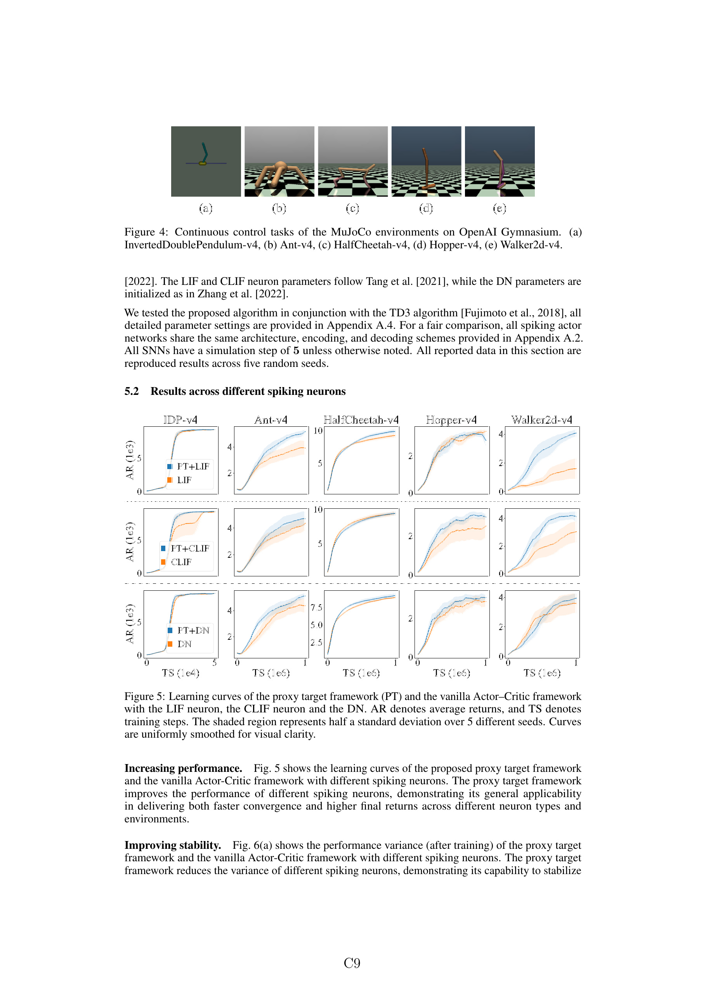 (a) (b) (c) (d) (e)
Figure 4: Continuous control tasks of the MuJoCo environments on OpenAI Gymnasium. (a)
InvertedDoublePendulum-v4, (b) Ant-v4, (c) HalfCheetah-v4, (d) Hopper-v4, (e) Walker2d-v4.
[2022]. The LIF and CLIF neuron parameters follow Tang et al. [2021], while the DN parameters are
initialized as in Zhang et al. [2022].
We tested the proposed algorithm in conjunction with the TD3 algorithm [Fujimoto et al., 2018], all
detailed parameter settings are provided in Appendix A.4. For a fair comparison, all spiking actor
networks share the same architecture, encoding, and decoding schemes provided in Appendix A.2.
All SNNs have a simulation step of 5 unless otherwise noted. All reported data in this section are
reproduced results across five random seeds.
5.2 Results across different spiking neurons
IDP-v4 Ant-v4 HalfCheetah-v4 Hopper-v4 Walker2d-v4
AR (1e3)
5
0
PT+LIF
LIF
4
2
10
5
2
0
4
2
0
AR (1e3)
5
0
PT+CLIF
CLIF
4
2
10
5
2
0
4
2
0
AR (1e3)
5
0
PT+DN
DN
4
2
7.5
5.0
2.5
2
0
4
2
0
0 5 0 1 0 1 0 1 0 1
TS (1e4) TS (1e6) TS (1e6) TS (1e6) TS (1e6)
Figure 5: Learning curves of the proxy target framework (PT) and the vanilla Actor–Critic framework
with the LIF neuron, the CLIF neuron and the DN. AR denotes average returns, and TS denotes
training steps. The shaded region represents half a standard deviation over 5 different seeds. Curves
are uniformly smoothed for visual clarity.
Increasing performance. Fig. 5 shows the learning curves of the proposed proxy target framework
and the vanilla Actor-Critic framework with different spiking neurons. The proxy target framework
improves the performance of different spiking neurons, demonstrating its general applicability
in delivering both faster convergence and higher final returns across different neuron types and
environments.
Improving stability. Fig. 6(a) shows the performance variance (after training) of the proxy target
framework and the vanilla Actor-Critic framework with different spiking neurons. The proxy target
framework reduces the variance of different spiking neurons, demonstrating its capability to stabilize
C9